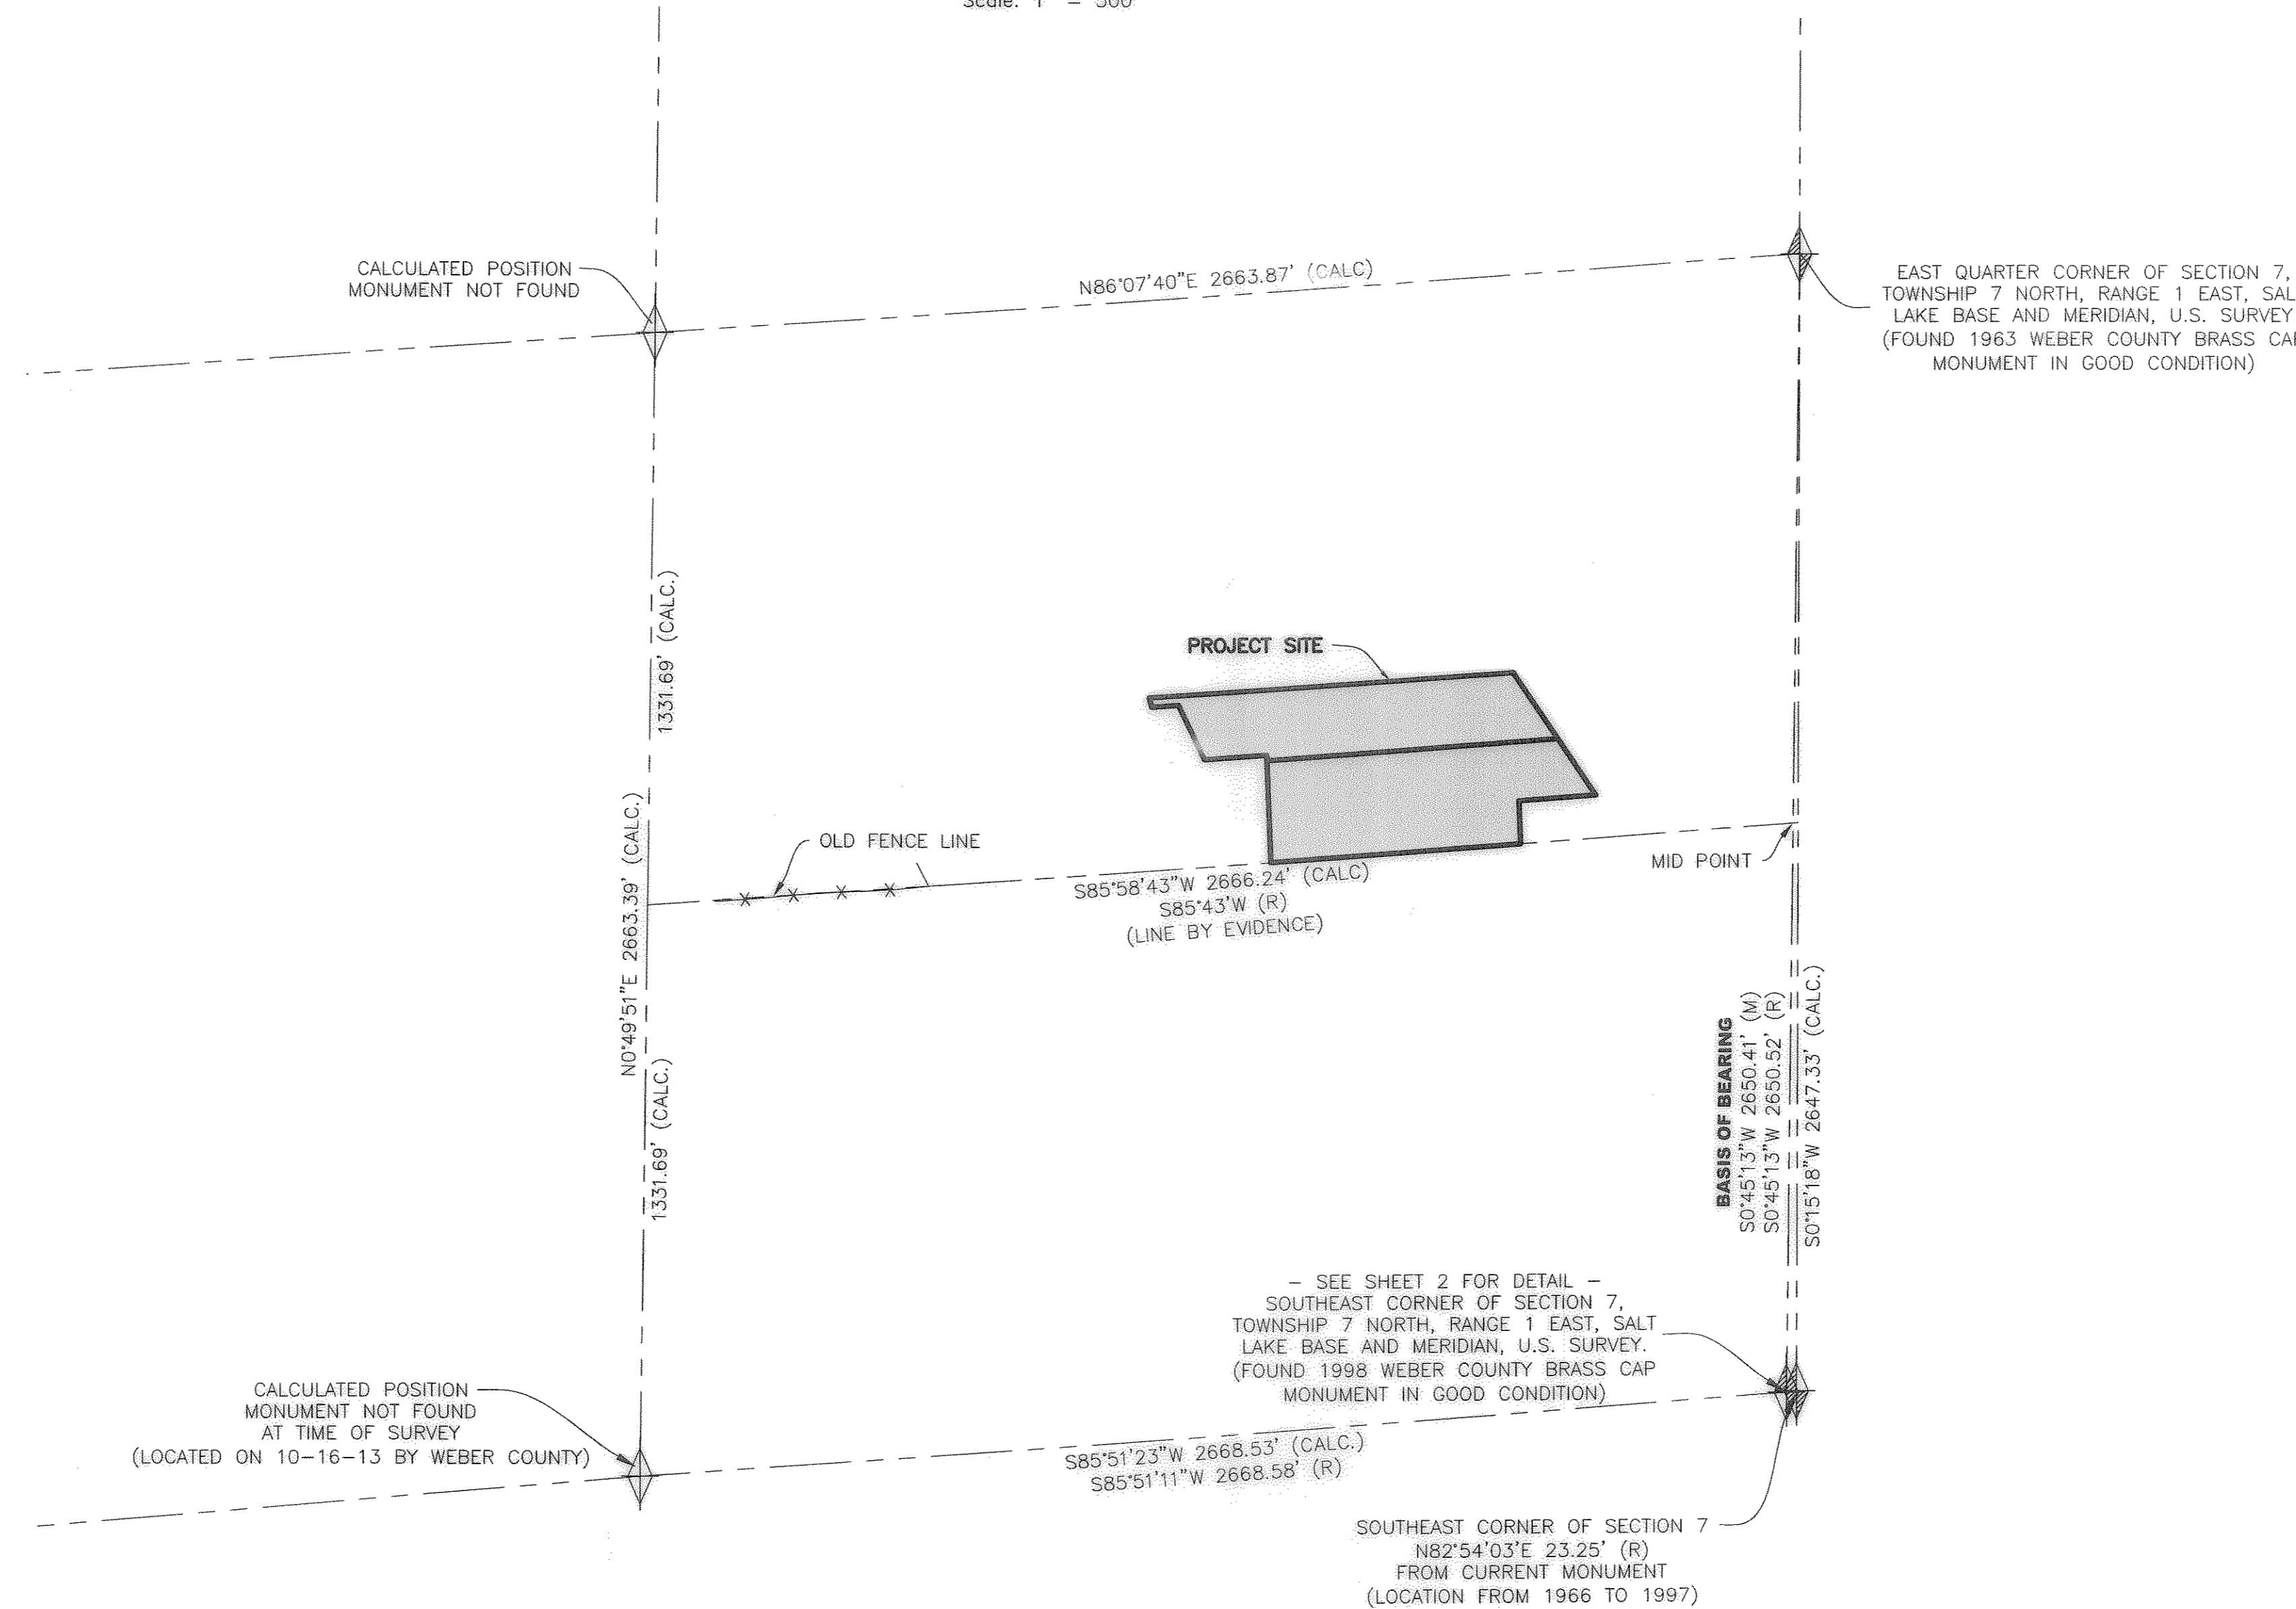 Scale: 1" = 300'
CALCULATED POSITION
MONUMENT NOT FOUND
N86°07'40"E 2663.87' (CALC)
EAST QUARTER CORNER OF SECTION 7,
TOWNSHIP 7 NORTH, RANGE 1 EAST, SAL
LAKE BASE AND MERIDIAN, U.S. SURVEY
(FOUND 1963 WEBER COUNTY BRASS CAP
MONUMENT IN GOOD CONDITION)
1331.69' (CALC.)
PROJECT SITE
OLD FENCE LINE
MID POINT
S85°58'43"W 2666.24' (CALC)
S85°43'W (R)
(LINE BY EVIDENCE)
N0°49'51"E 2663.39' (CALC.)
1331.69' (CALC.)
BASIS OF BEARING
S0°45'13"W 2650.41' (M)
S0°45'13"W 2650.52' (R)
S0°15'18"W 2647.33' (CALC.)
- SEE SHEET 2 FOR DETAIL -
SOUTHEAST CORNER OF SECTION 7,
TOWNSHIP 7 NORTH, RANGE 1 EAST, SALT
LAKE BASE AND MERIDIAN, U.S. SURVEY.
(FOUND 1998 WEBER COUNTY BRASS CAP
MONUMENT IN GOOD CONDITION)
CALCULATED POSITION
MONUMENT NOT FOUND
AT TIME OF SURVEY
(LOCATED ON 10-16-13 BY WEBER COUNTY)
S85°51'23"W 2668.53' (CALC.)
S85°51'11"W 2668.58' (R)
SOUTHEAST CORNER OF SECTION 7
N82°54'03'E 23.25' (R)
FROM CURRENT MONUMENT
(LOCATION FROM 1966 TO 1997)